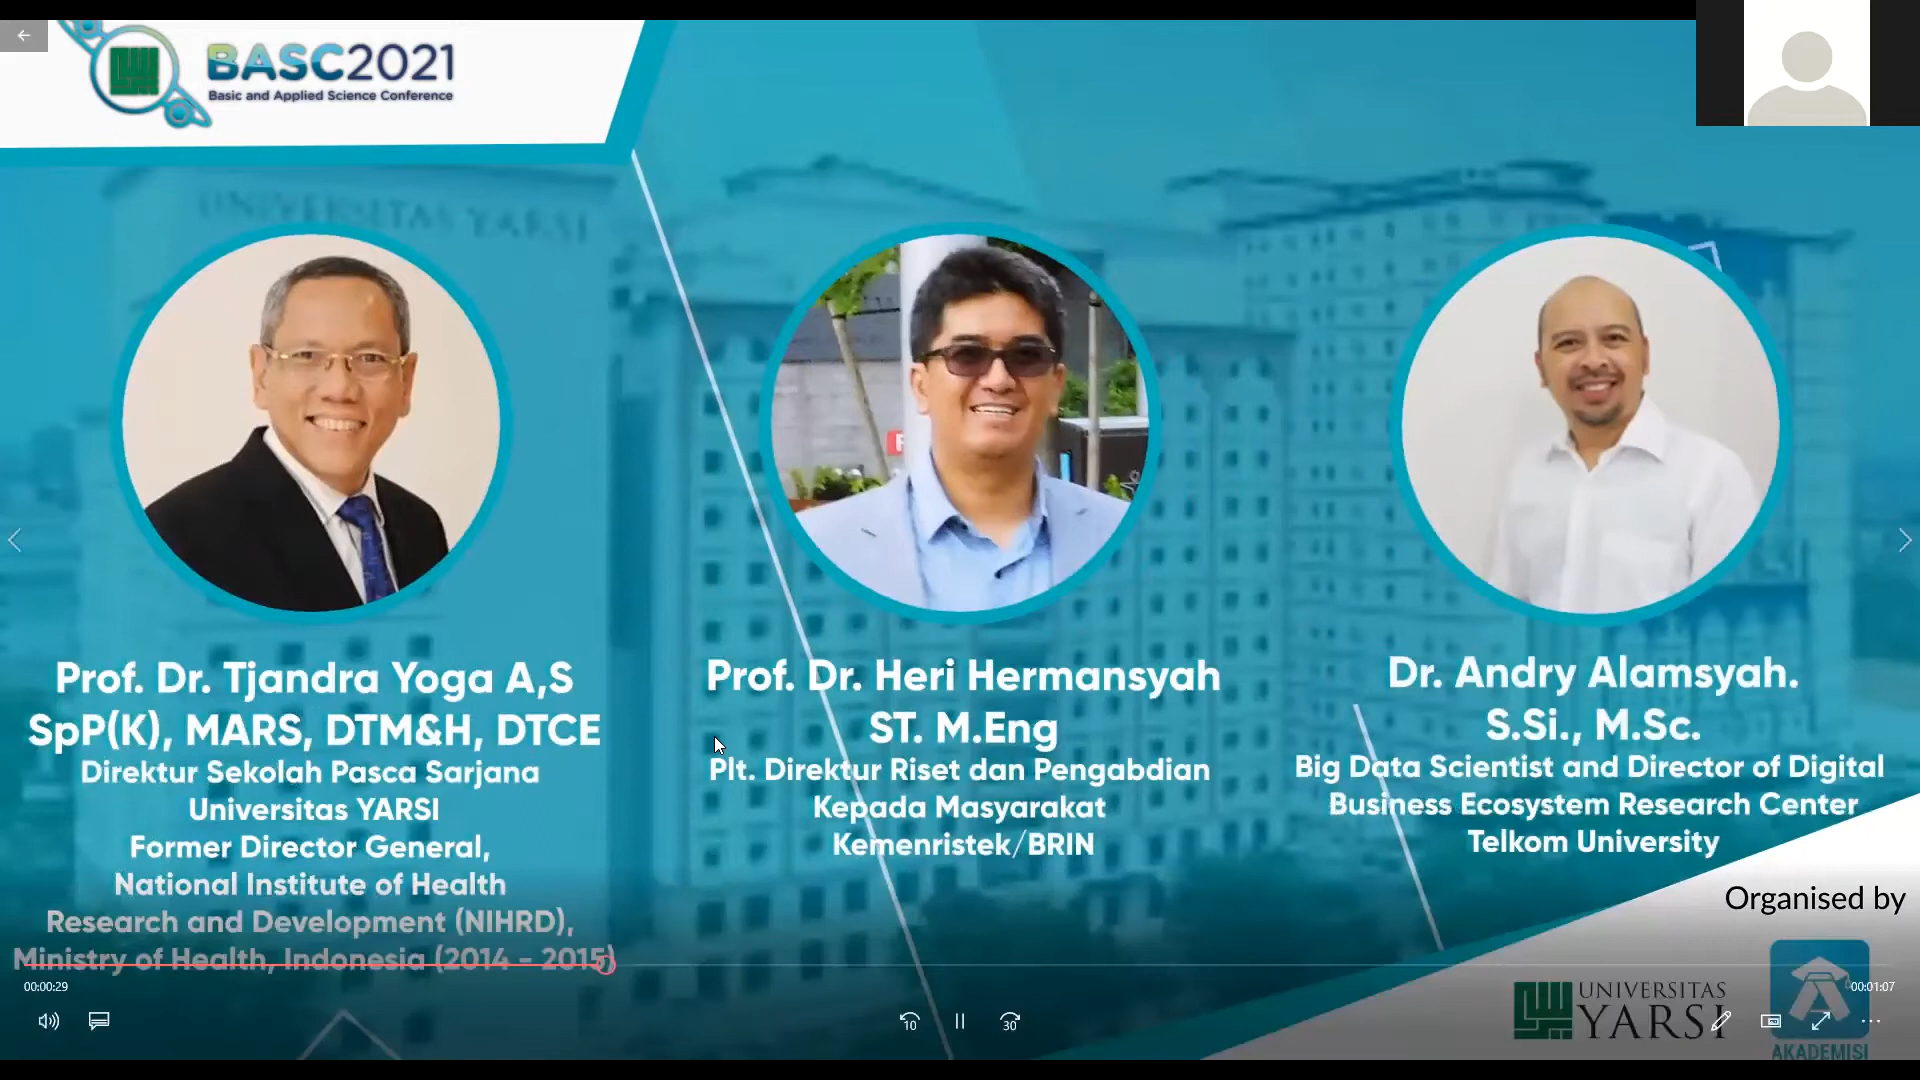 BASC2021
Basic and Applied Science Conference
UNIVERSITAS YARSI
Prof. Dr. Tjandra Yoga A,S
SpP(K), MARS, DTM&H, DTCE
Direktur Sekolah Pasca Sarjana
Universitas YARSI
Former Director General,
National Institute of Health
Research and Development (NIHRD),
Ministry of Health, Indonesia (2014 - 2015)
Prof. Dr. Heri Hermansyah
ST. M.Eng
Plt. Direktur Riset dan Pengabdian
Kepada Masyarakat
Kemenristek/BRIN
Dr. Andry Alamsyah.
S.Si., M.Sc.
Big Data Scientist and Director of Digital
Business Ecosystem Research Center
Telkom University
Organised by
UNIVERSITAS
YARSI
AKADEMISI
00:00:29
00:01:07
10
30